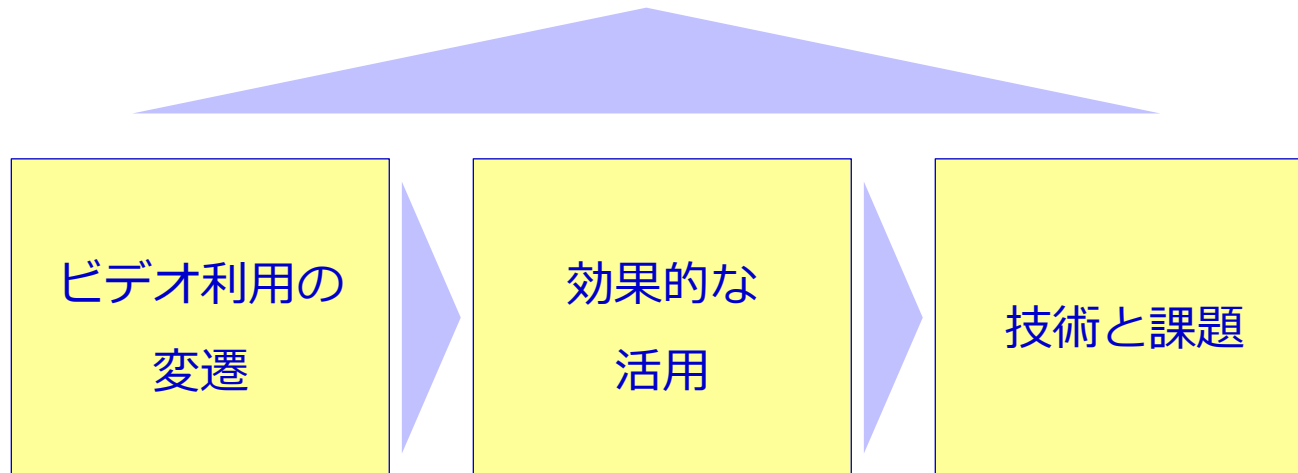 ビデオ利用の
変遷
効果的な
活用
技術と課題